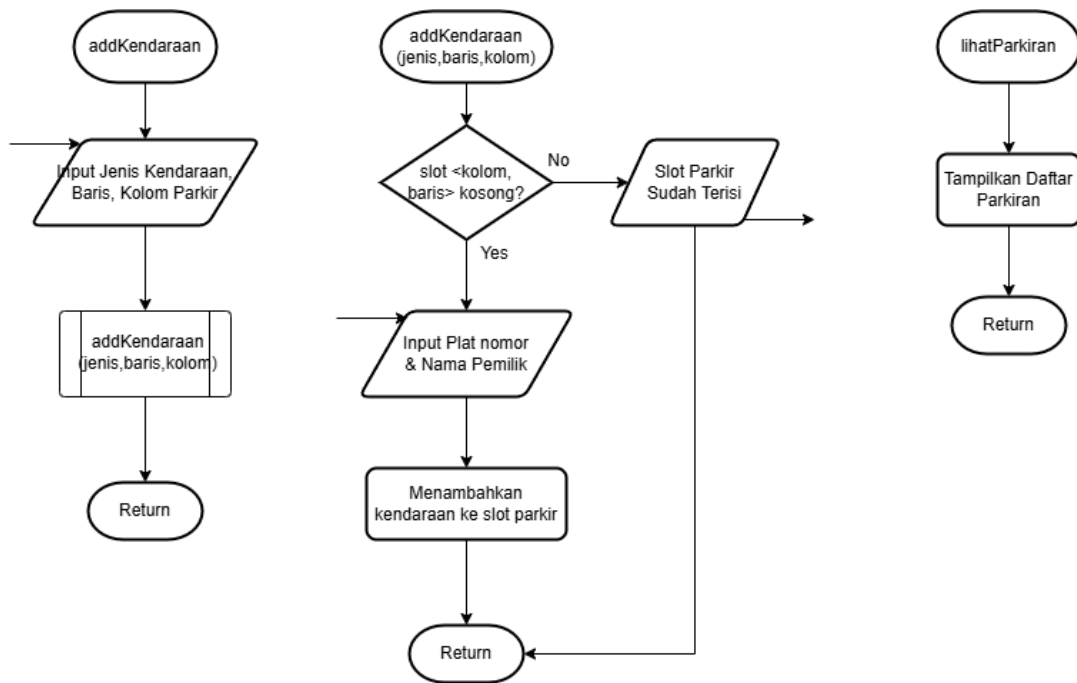 addKendaraan
Input Jenis Kendaraan,
Baris, Kolom Parkir
addKendaraan
(jenis,baris,kolom)
Return
addKendaraan
(jenis,baris,kolom)
slot <kolom,
baris> kosong?
No
Slot Parkir
Sudah Terisi
Yes
Input Plat nomor
& Nama Pemilik
Menambahkan
kendaraan ke slot parkir
Return
lihatParkiran
Tampilkan Daftar
Parkiran
Return